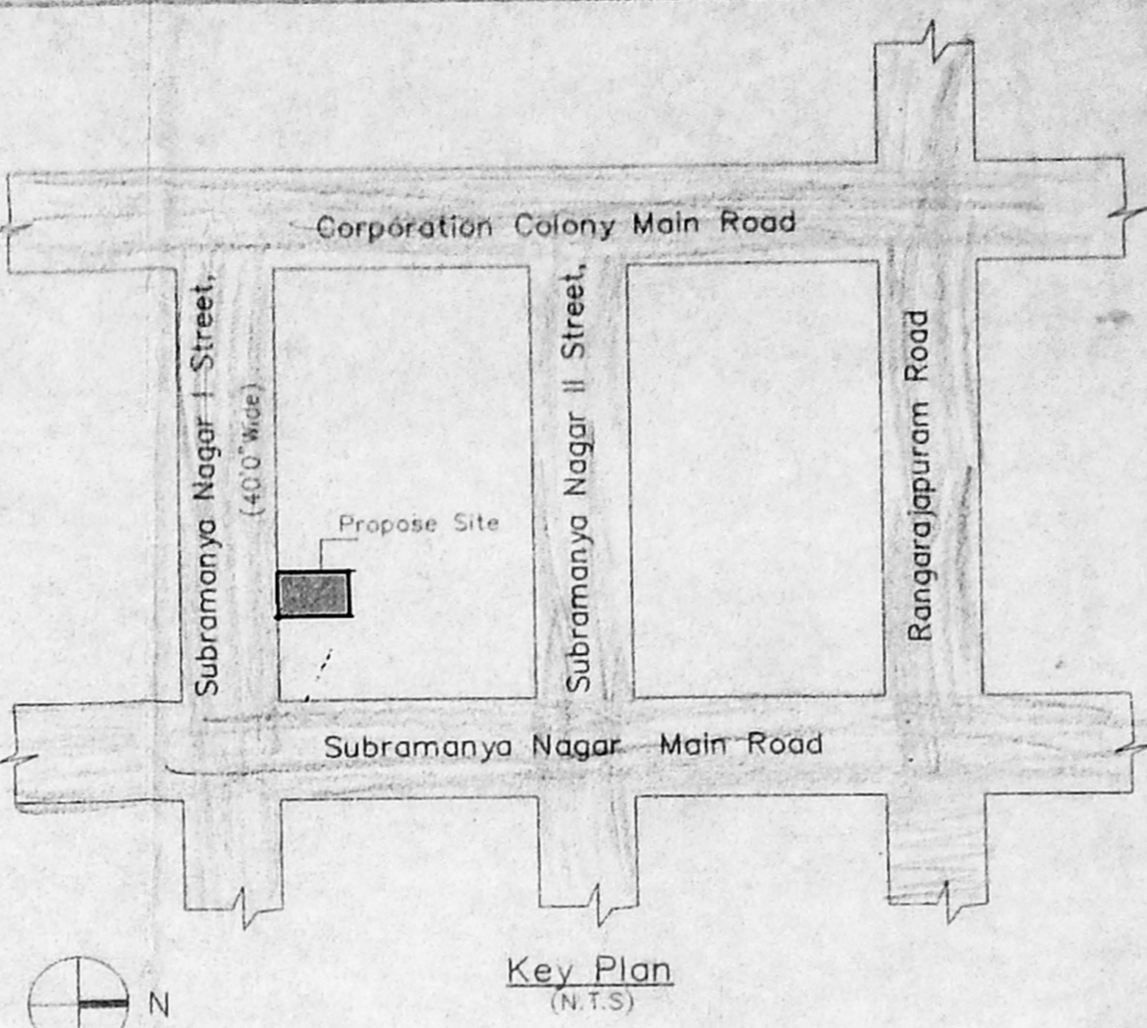 Corporation Colony Main Road
Subramanya Nagar I Street,
(40'0"Wide)
Subramanya Nagar II Street,
Rangarajapuram Road
Propose Site
Subramanya Nagar Main Road
Key Plan
(N.T.S)
N